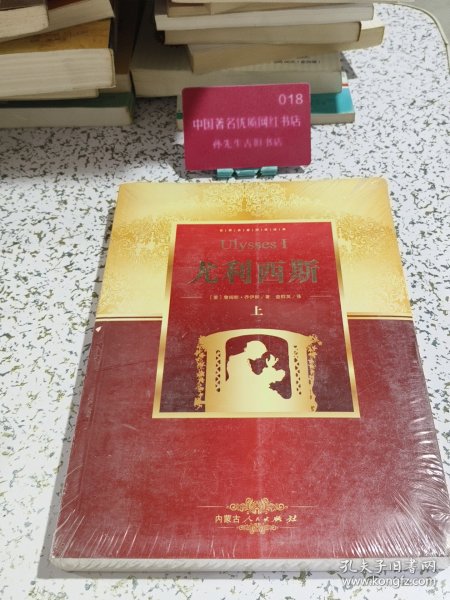 018
中国著名优质网红书店
孙先生古旧书店
Ulysses I
尤利西斯
上
内蒙古人民出版社
孔夫子旧书网
www.kongfz.com